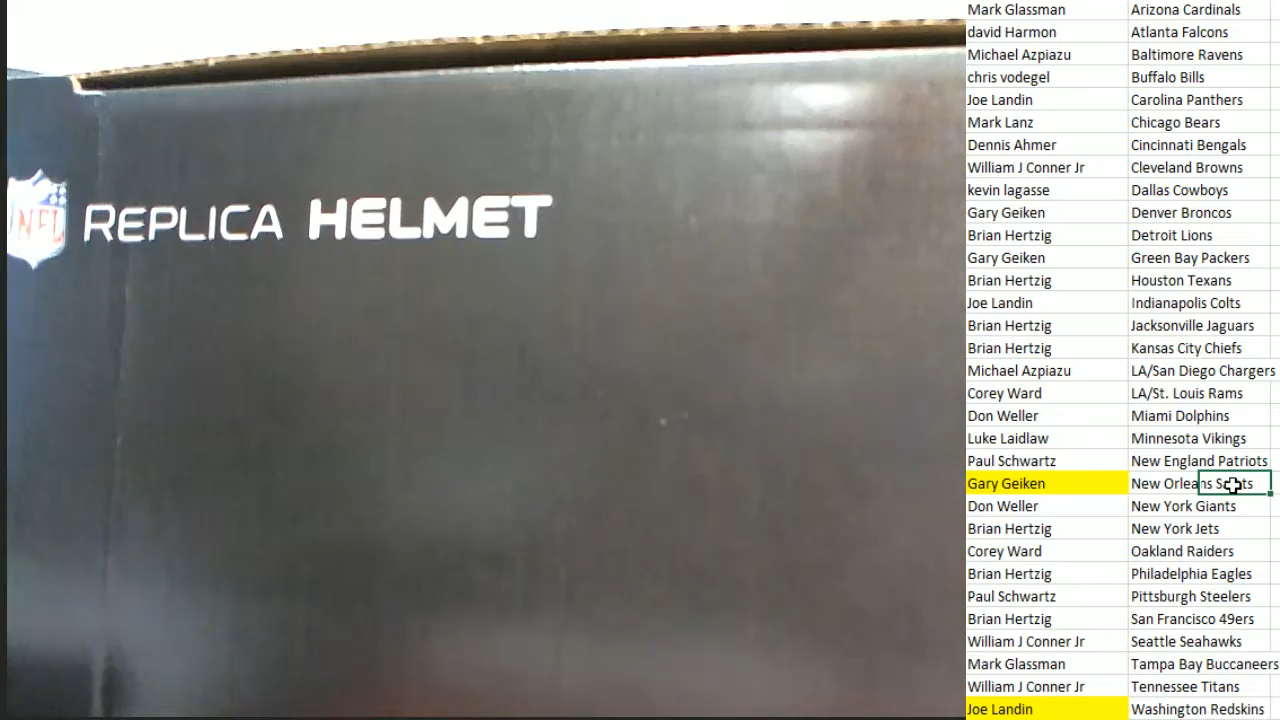 NFL REPLICA HELMET
Mark Glassman Arizona Cardinals
david Harmon Atlanta Falcons
Michael Azpiazu Baltimore Ravens
chris vodegel Buffalo Bills
Joe Landin Carolina Panthers
Mark Lanz Chicago Bears
Dennis Ahmer Cincinnati Bengals
William J Conner Jr Cleveland Browns
kevin lagasse Dallas Cowboys
Gary Geiken Denver Broncos
Brian Hertzig Detroit Lions
Gary Geiken Green Bay Packers
Brian Hertzig Houston Texans
Joe Landin Indianapolis Colts
Brian Hertzig Jacksonville Jaguars
Brian Hertzig Kansas City Chiefs
Michael Azpiazu LA/San Diego Chargers
Corey Ward LA/St. Louis Rams
Don Weller Miami Dolphins
Luke Laidlaw Minnesota Vikings
Paul Schwartz New England Patriots
Gary Geiken New Orleans Saints
Don Weller New York Giants
Brian Hertzig New York Jets
Corey Ward Oakland Raiders
Brian Hertzig Philadelphia Eagles
Paul Schwartz Pittsburgh Steelers
Brian Hertzig San Francisco 49ers
William J Conner Jr Seattle Seahawks
Mark Glassman Tampa Bay Buccaneers
William J Conner Jr Tennessee Titans
Joe Landin Washington Redskins